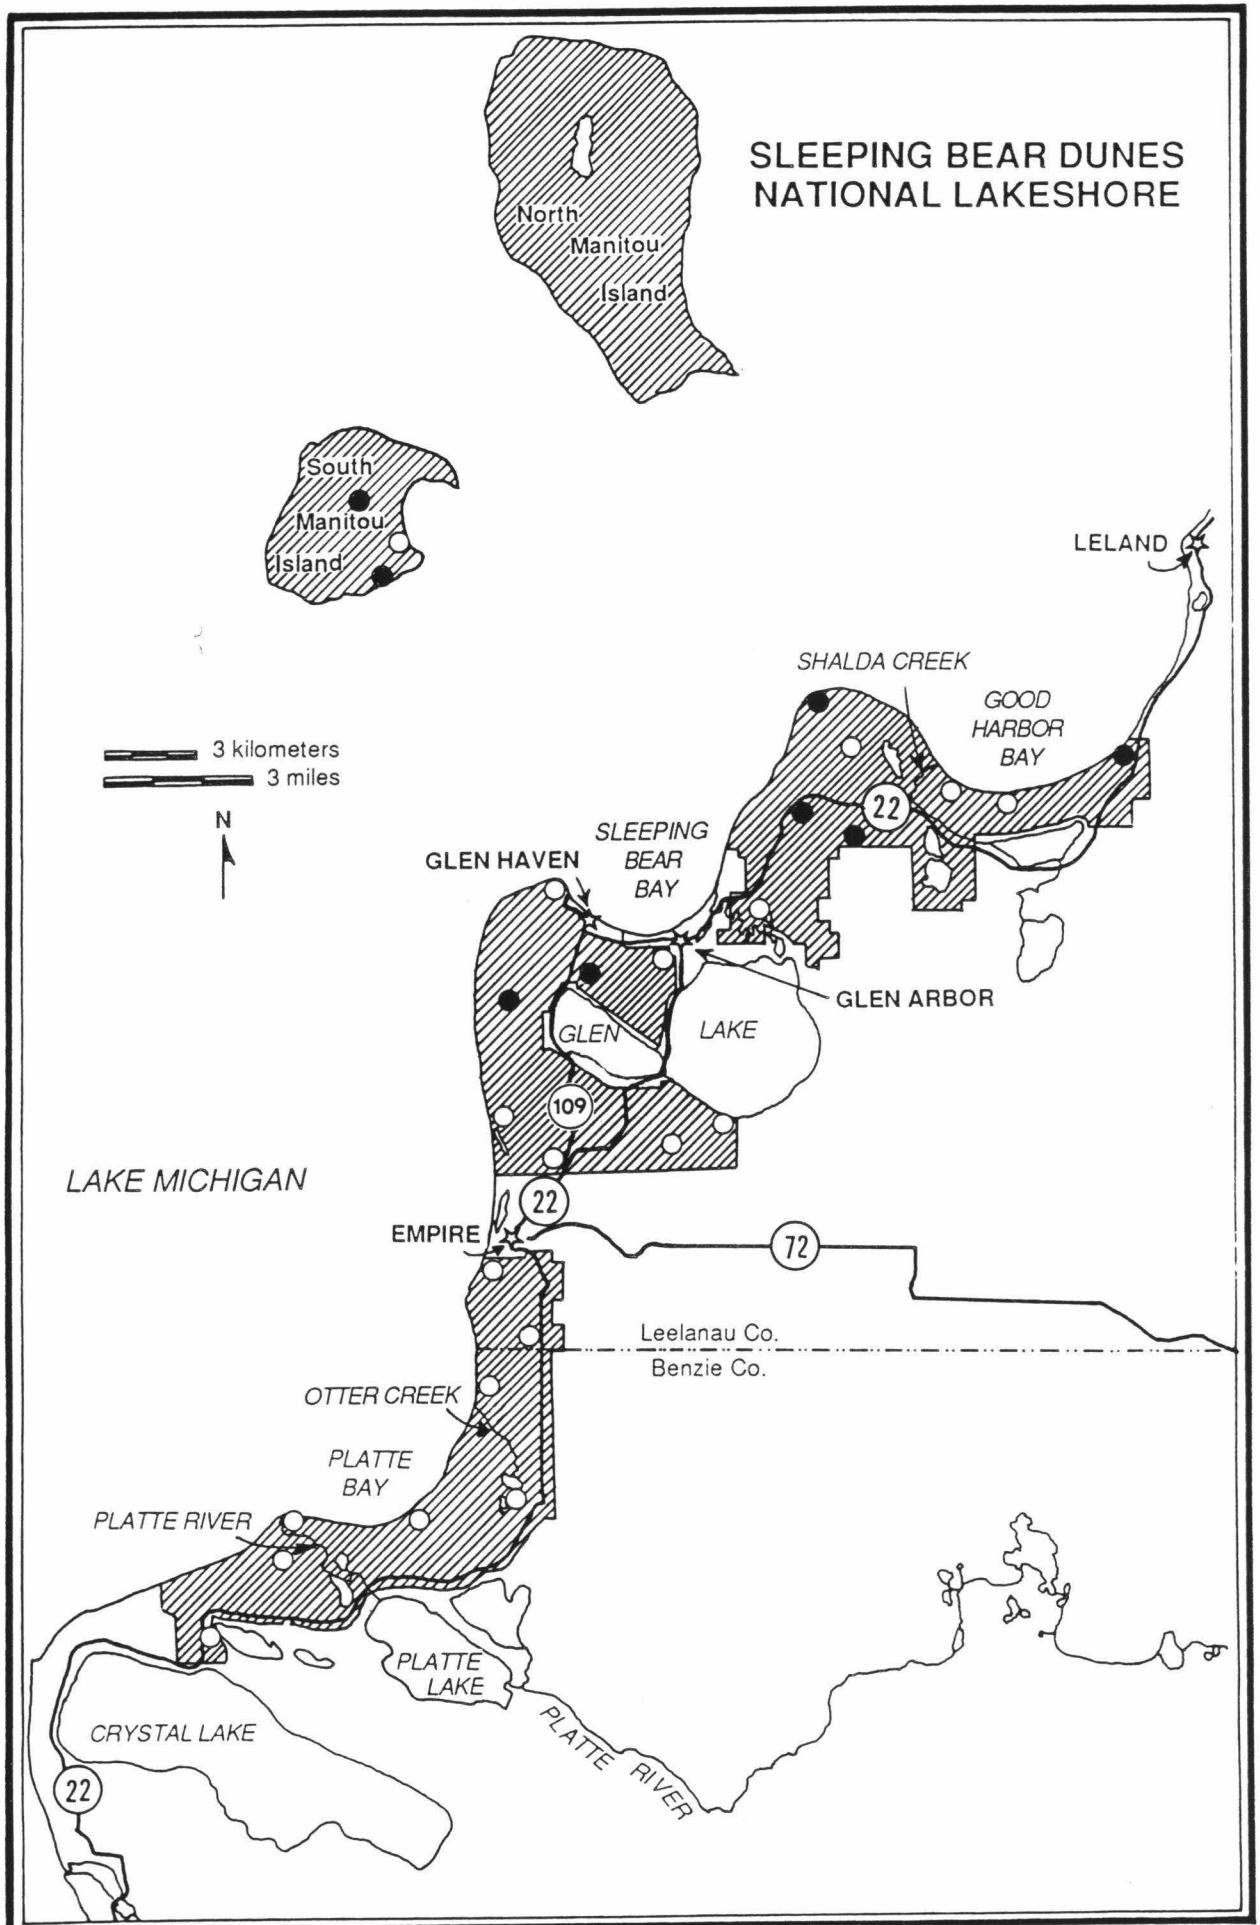 SLEEPING BEAR DUNES
NATIONAL LAKESHORE
North
Manitou
Island
South
Manitou
Island
LELAND
SHALDA CREEK
GOOD
HARBOR
BAY
3 kilometers
3 miles
N
22
SLEEPING
BEAR
BAY
GLEN HAVEN
GLEN ARBOR
GLEN
LAKE
109
LAKE MICHIGAN
22
EMPIRE
72
Leelanau Co.
Benzie Co.
OTTER CREEK
PLATTE
BAY
PLATTE RIVER
PLATTE
LAKE
CRYSTAL LAKE
PLATTE RIVER
22